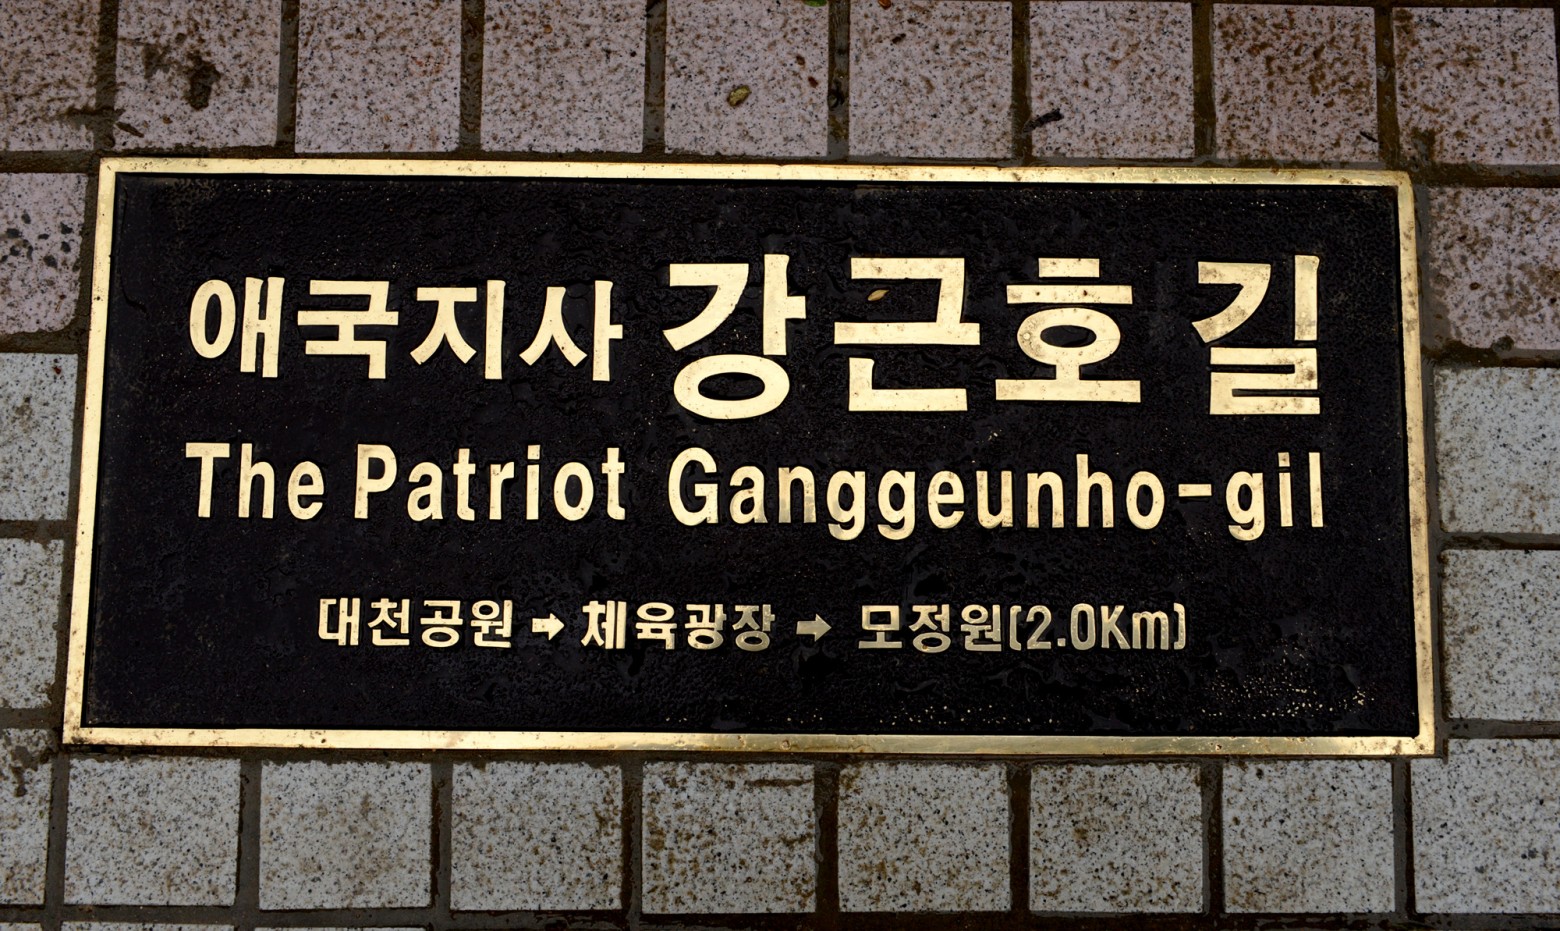 애국지사 강근호 길
The Patriot Ganggeunho-gil
대천공원 → 체육광장 → 모정원(2.0Km)